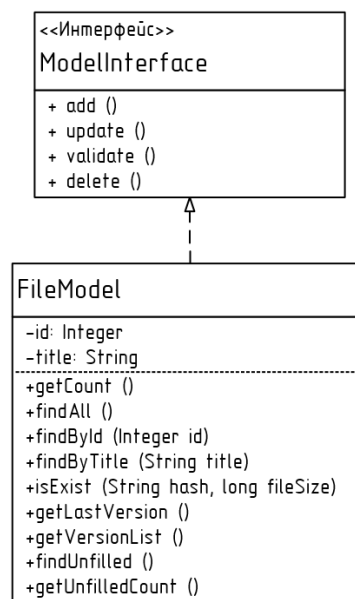 <<Интерфейс>>
ModelInterface
+ add ()
+ update ()
+ validate ()
+ delete ()
FileModel
-id: Integer
-title: String
+getCount ()
+findAll ()
+findById (Integer id)
+findByTitle (String title)
+isExist (String hash, long fileSize)
+getLastVersion ()
+getVersionList ()
+findUnfilled ()
+getUnfilledCount ()